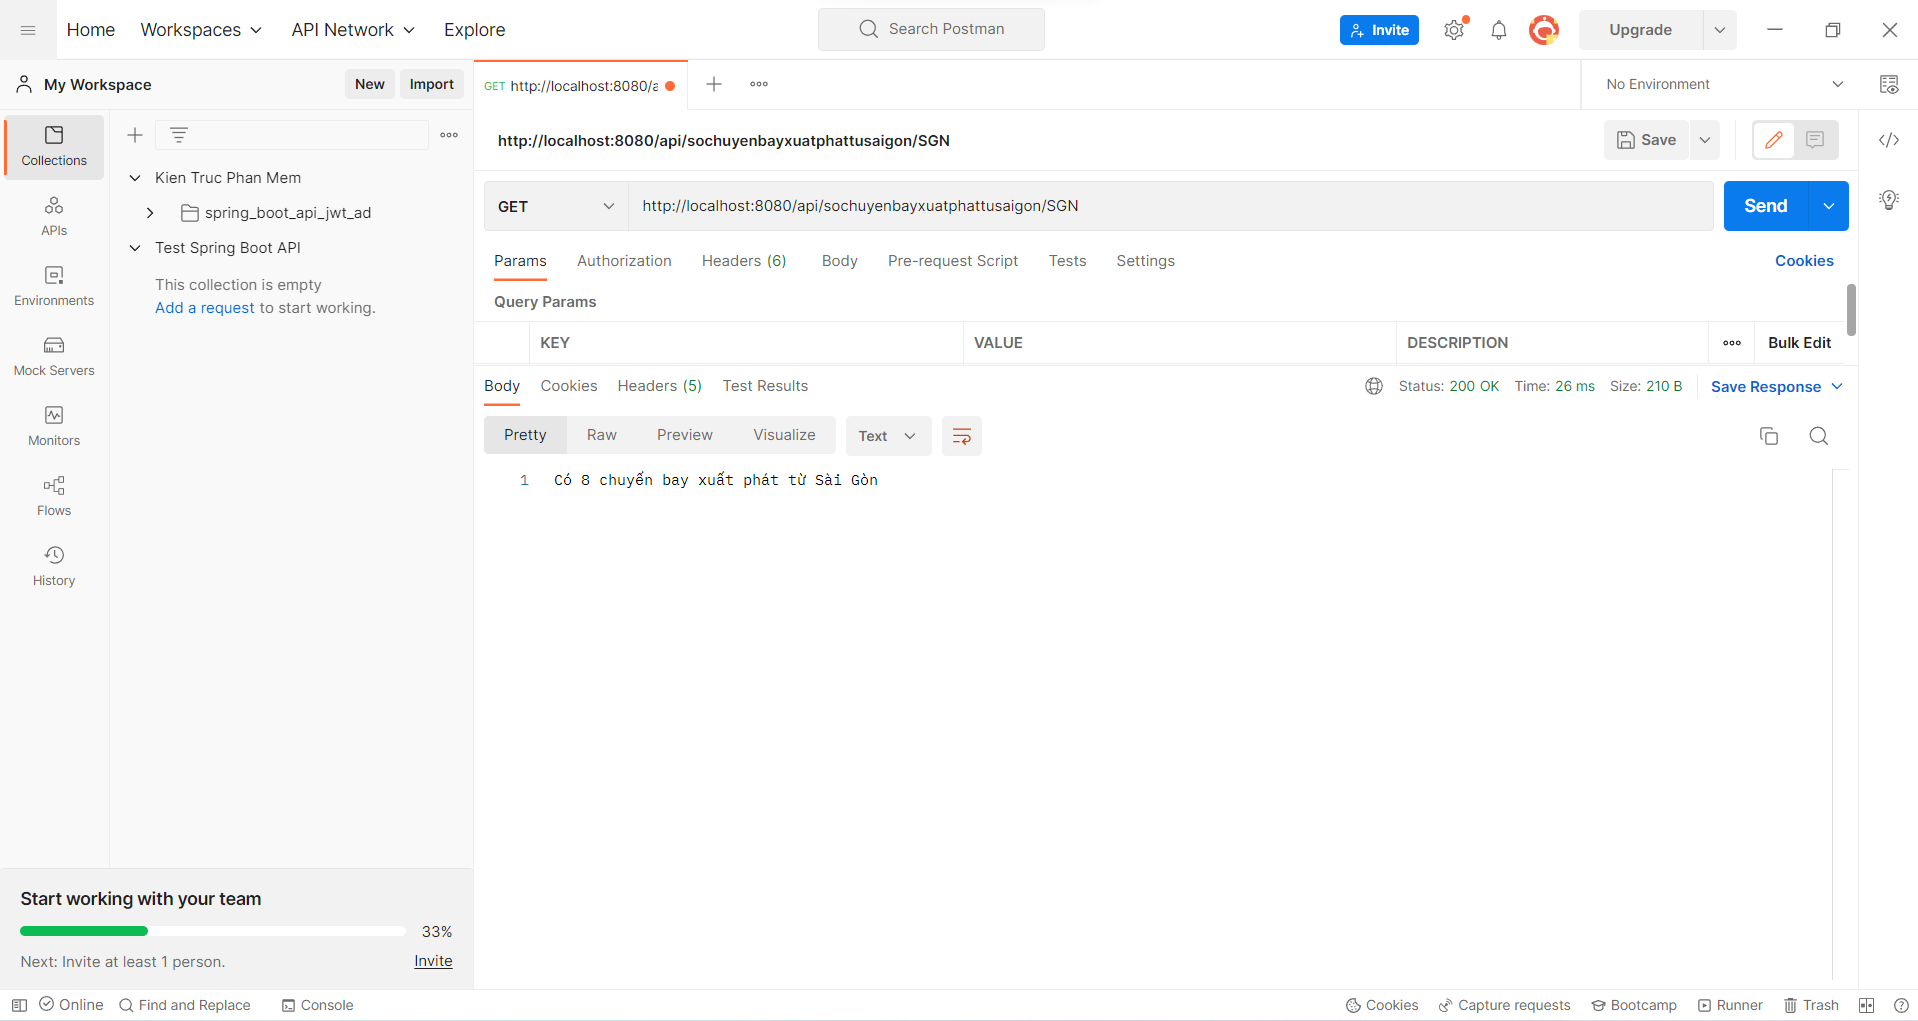 Home Workspaces API Network Explore Search Postman Invite Upgrade
My Workspace New Import GET http://localhost:8080/a No Environment
http://localhost:8080/api/sochuyenbayxuatphattusaigon/SGN Save
Collections
Kien Truc Phan Mem
spring_boot_api_jwt_ad
Test Spring Boot API
This collection is empty
Add a request to start working.
APIs
Environments
Mock Servers
Monitors
Flows
History
GET http://localhost:8080/api/sochuyenbayxuatphattusaigon/SGN Send
Params Authorization Headers (6) Body Pre-request Script Tests Settings Cookies
Query Params
KEY VALUE DESCRIPTION Bulk Edit
Body Cookies Headers (5) Test Results Status: 200 OK Time: 26 ms Size: 210 B Save Response
Pretty Raw Preview Visualize Text
1 Có 8 chuyến bay xuất phát từ Sài Gòn
Start working with your team
33%
Next: Invite at least 1 person. Invite
Online Find and Replace Console Cookies Capture requests Bootcamp Runner Trash